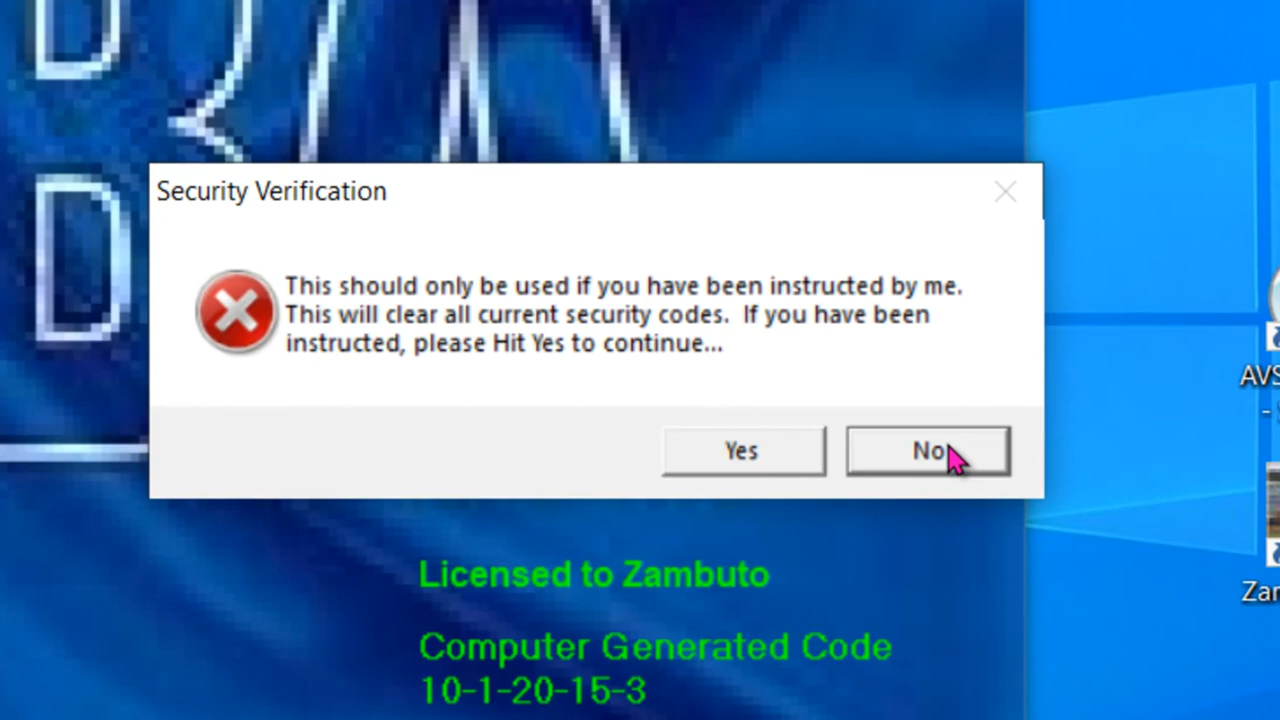 Security Verification
This should only be used if you have been instructed by me.
This will clear all current security codes.  If you have been
instructed, please Hit Yes to continue...
Yes
No
AVS
-
Licensed to Zambuto
Zar
Computer Generated Code
10-1-20-15-3